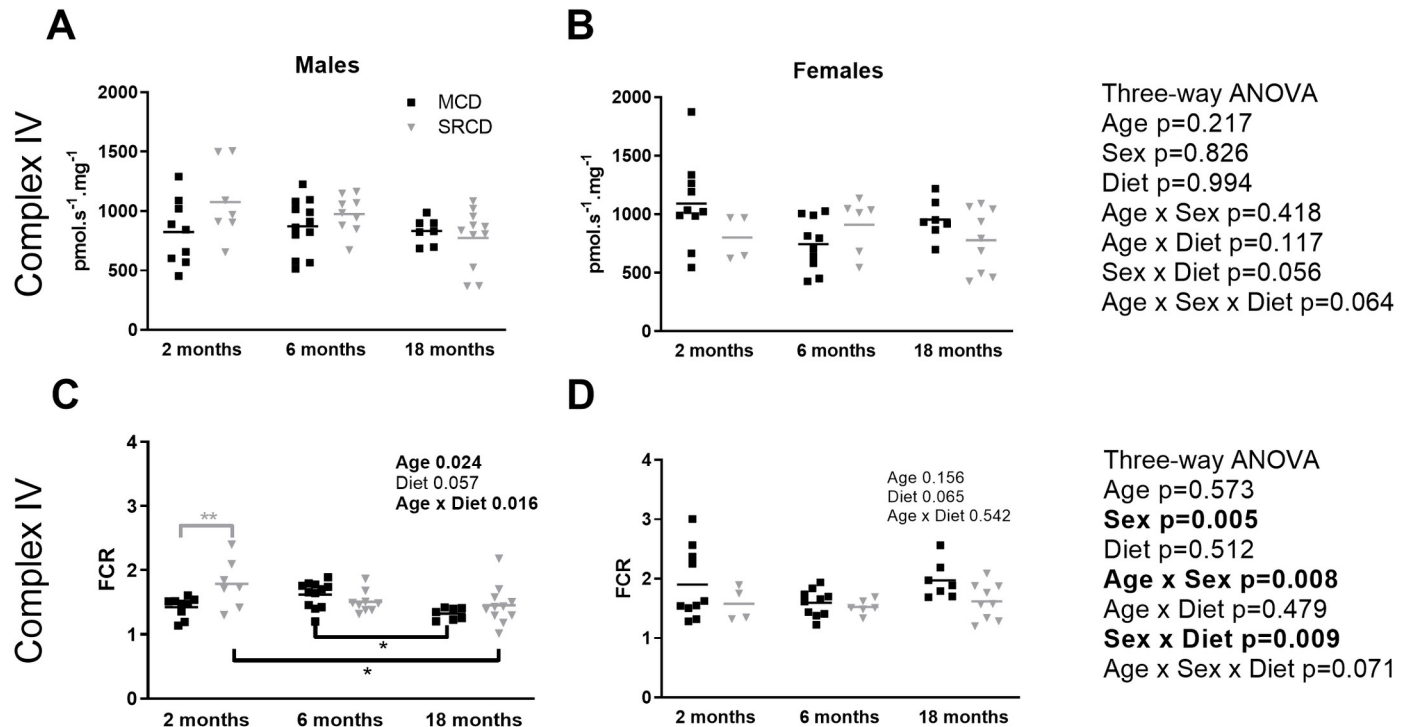 A
Males
MCD
SRCD
Complex IV
pmol.s⁻¹.mg⁻¹
2000
1500
1000
500
0
2 months
6 months
18 months
B
Females
pmol.s⁻¹.mg⁻¹
2000
1500
1000
500
0
2 months
6 months
18 months
Three-way ANOVA
Age p=0.217
Sex p=0.826
Diet p=0.994
Age x Sex p=0.418
Age x Diet p=0.117
Sex x Diet p=0.056
Age x Sex x Diet p=0.064
C
Complex IV
FCR
4
3
2
1
0
Age 0.024
Diet 0.057
Age x Diet 0.016
**
*
*
2 months
6 months
18 months
D
FCR
4
3
2
1
0
Age 0.156
Diet 0.065
Age x Diet 0.542
2 months
6 months
18 months
Three-way ANOVA
Age p=0.573
Sex p=0.005
Diet p=0.512
Age x Sex p=0.008
Age x Diet p=0.479
Sex x Diet p=0.009
Age x Sex x Diet p=0.071